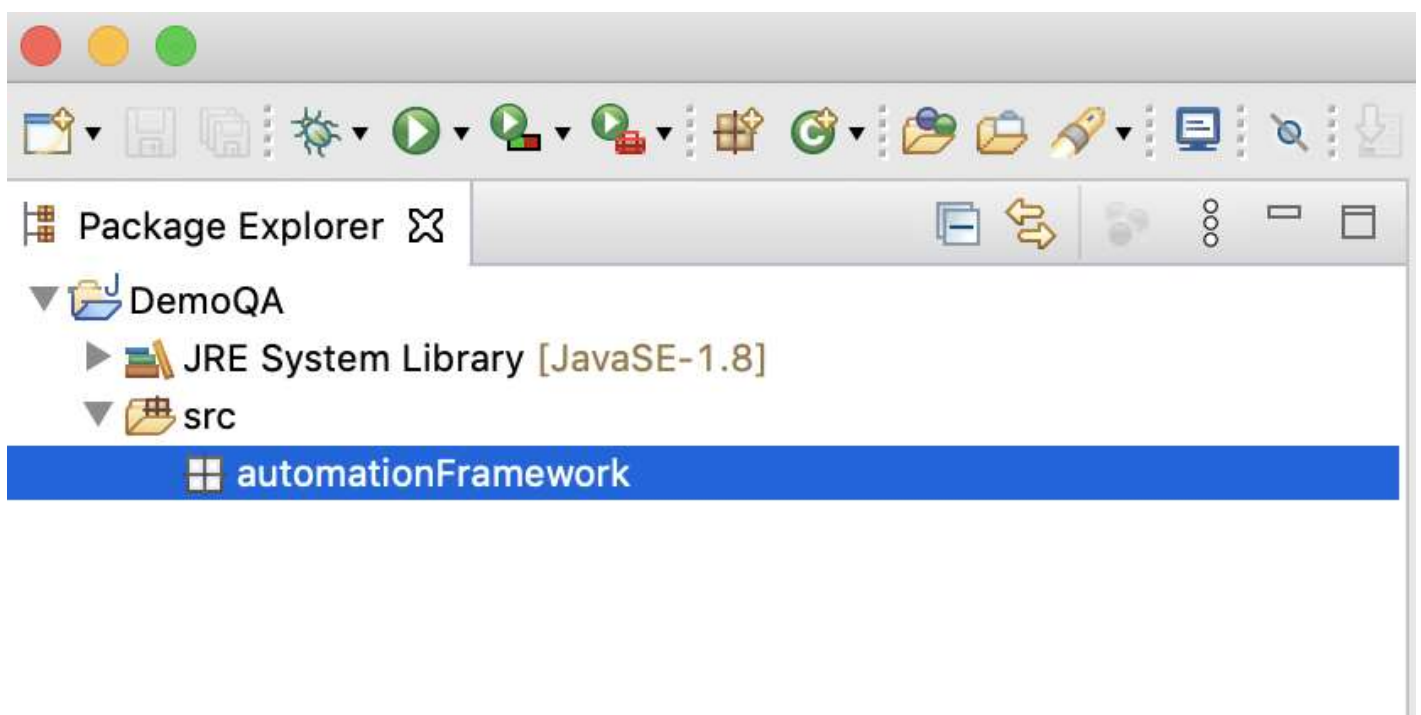 Package Explorer
DemoQA
JRE System Library [JavaSE-1.8]
src
automationFramework